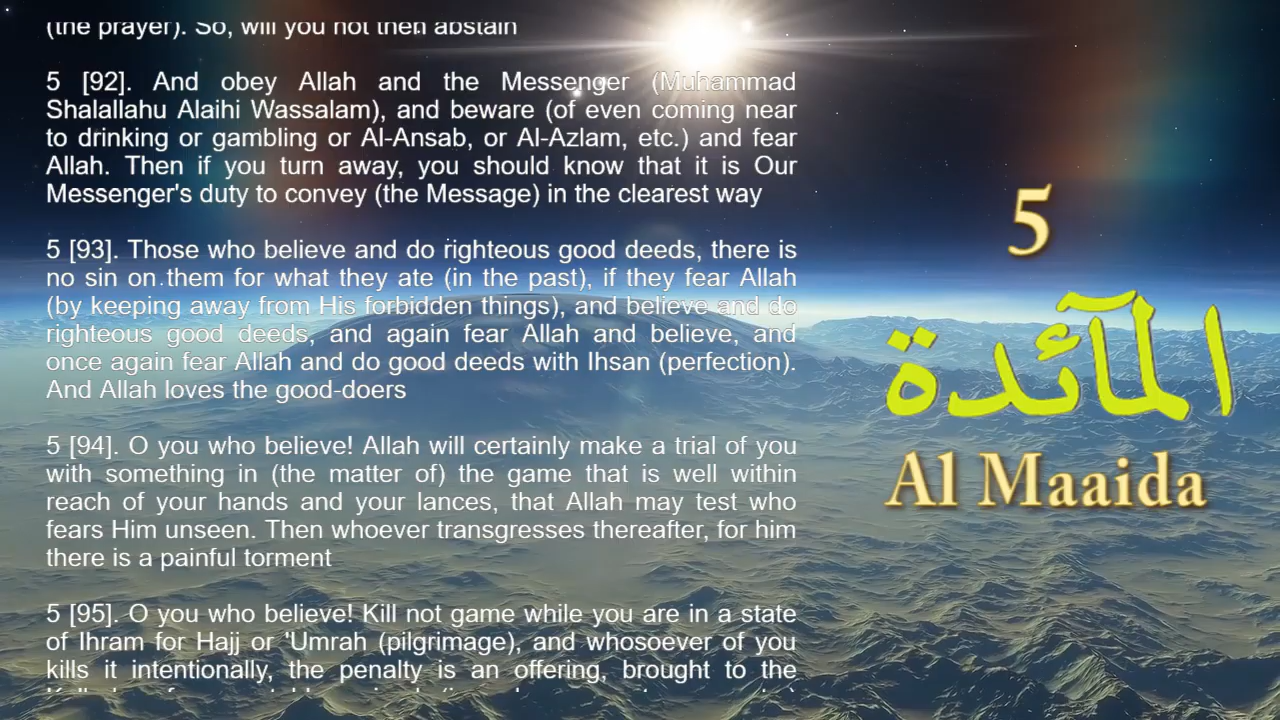 (the prayer). So, will you not then abstain
5 [92]. And obey Allah and the Messenger (Muhammad
Shalallahu Alaihi Wassalam), and beware (of even coming near
to drinking or gambling or Al-Ansab, or Al-Azlam, etc.) and fear
Allah. Then if you turn away, you should know that it is Our
Messenger's duty to convey (the Message) in the clearest way
5 [93]. Those who believe and do righteous good deeds, there is
no sin on them for what they ate (in the past), if they fear Allah
(by keeping away from His forbidden things), and believe and do
righteous good deeds, and again fear Allah and believe, and
once again fear Allah and do good deeds with Ihsan (perfection).
And Allah loves the good-doers
5 [94]. O you who believe! Allah will certainly make a trial of you
with something in (the matter of) the game that is well within
reach of your hands and your lances, that Allah may test who
fears Him unseen. Then whoever transgresses thereafter, for him
there is a painful torment
5 [95]. O you who believe! Kill not game while you are in a state
of Ihram for Hajj or 'Umrah (pilgrimage), and whosoever of you
kills it intentionally, the penalty is an offering, brought to the
5
المآئدة
Al Maaida